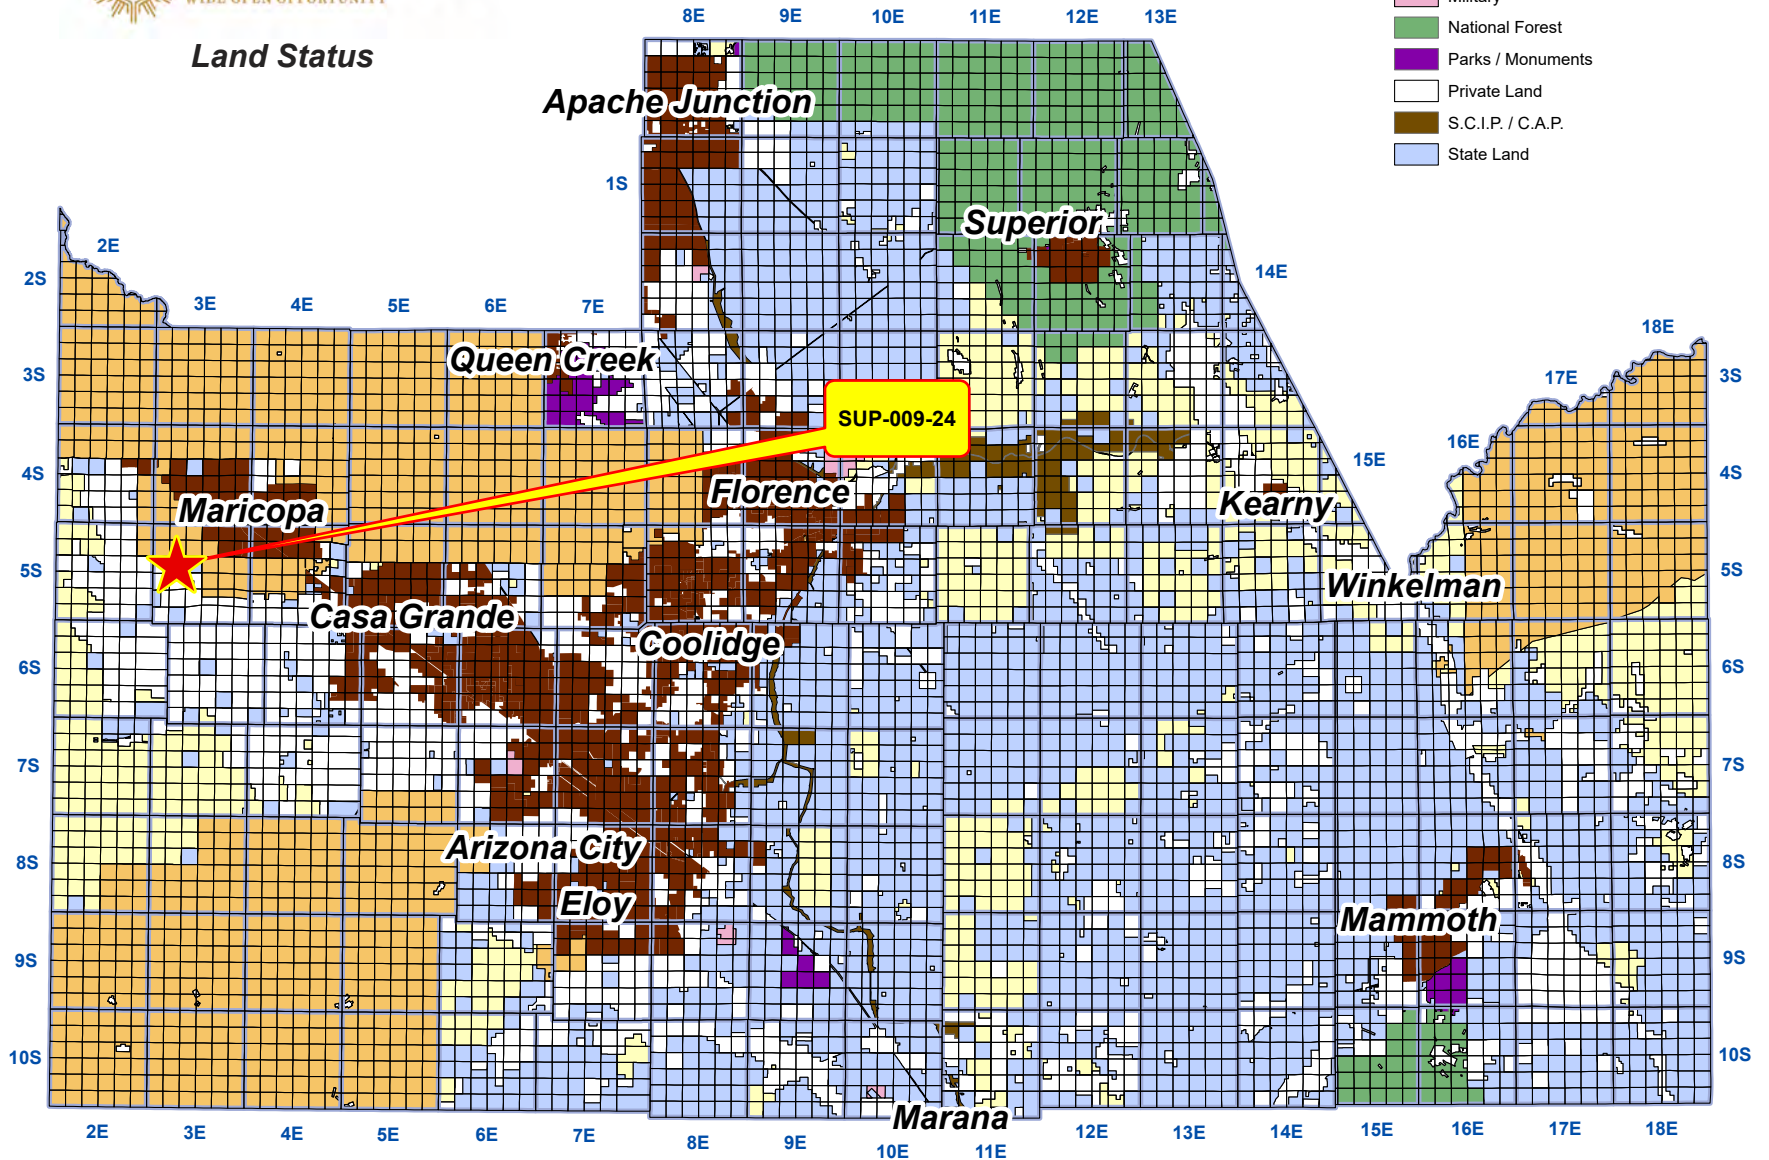 WIDE OPEN OPPORTUNITY
Land Status
Military
National Forest
Parks / Monuments
Private Land
S.C.I.P. / C.A.P.
State Land
8E 9E 10E 11E 12E 13E
Apache Junction
1S
Superior
2E
2S
14E
3E 4E 5E 6E 7E
18E
Queen Creek
3S
17E
3S
SUP-009-24
16E
15E
4S
4S
Florence
Kearny
Maricopa
5S
5S
Winkelman
Casa Grande
Coolidge
6S
6S
7S
7S
Arizona City
8S
8S
Eloy
Mammoth
9S
9S
10S
10S
Marana
2E 3E 4E 5E 6E 7E 8E 9E 10E 11E 12E 13E 14E 15E 16E 17E 18E